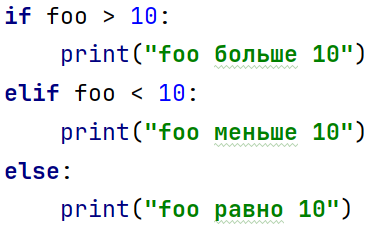 if foo > 10:
    print("foo больше 10")
elif foo < 10:
    print("foo меньше 10")
else:
    print("foo равно 10")